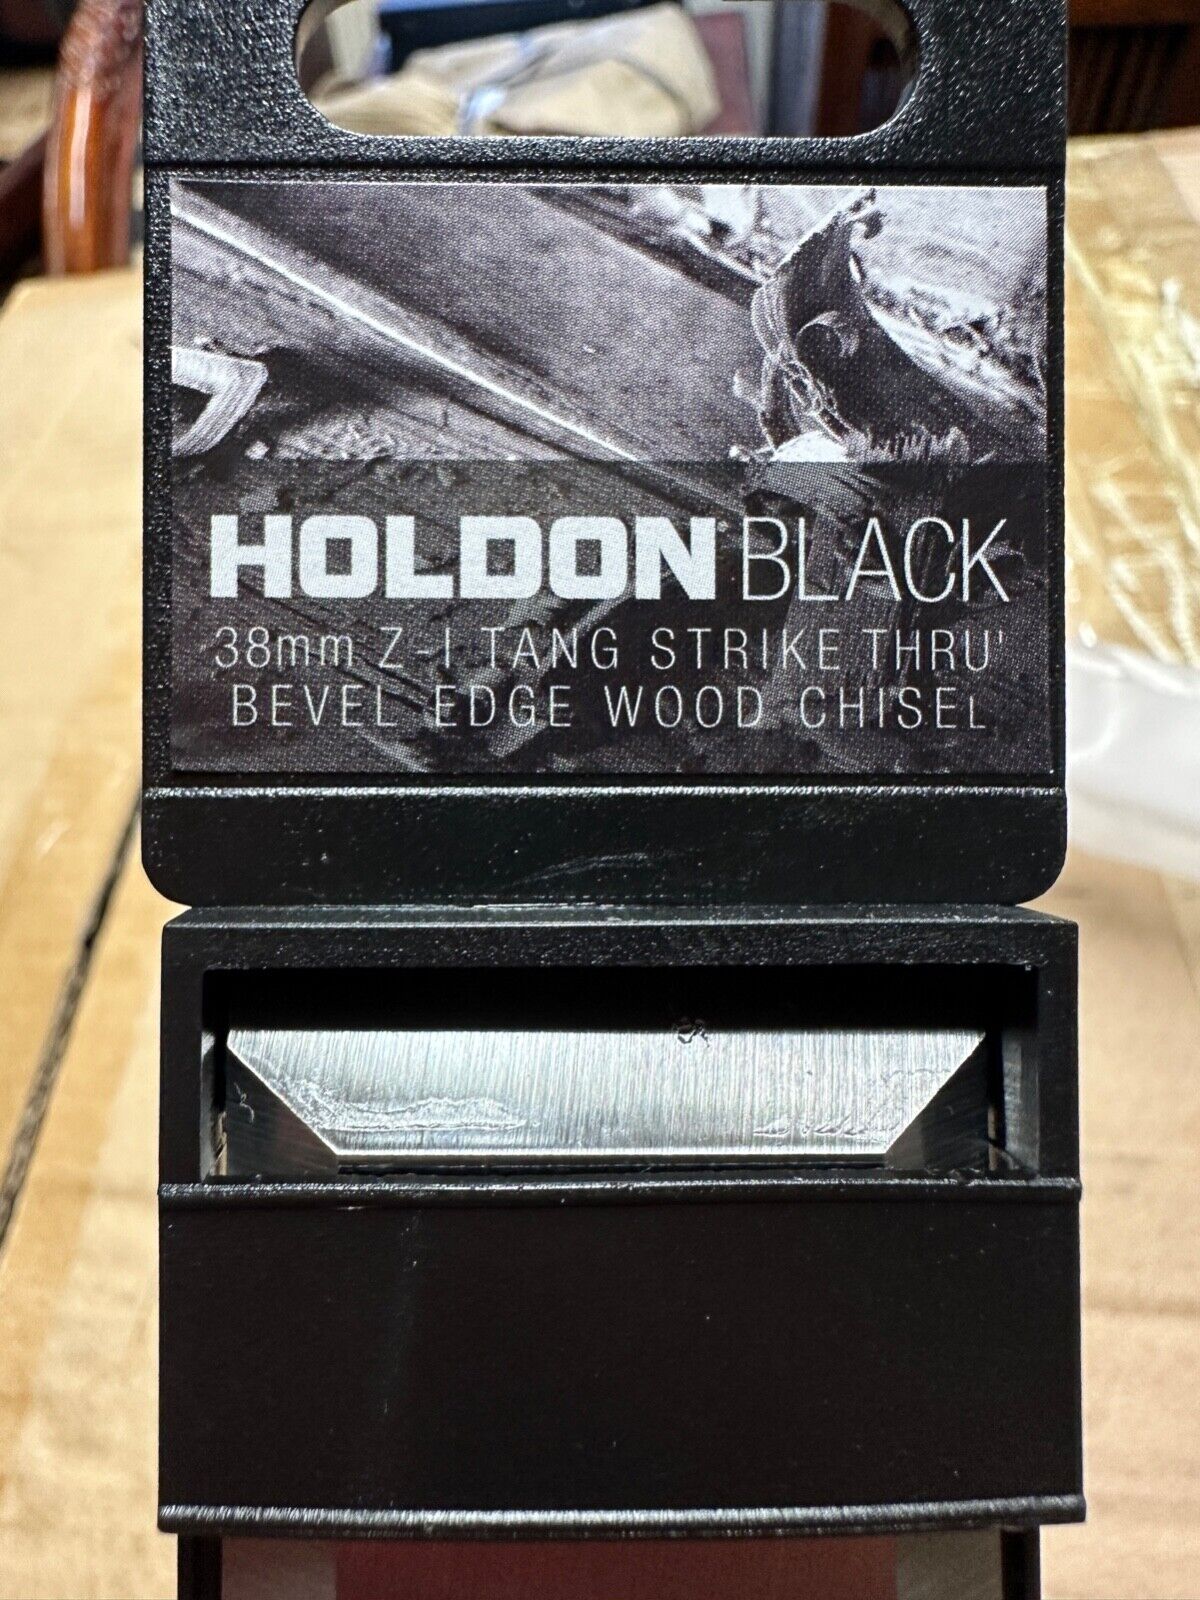 HOLDON BLACK
38mm Z-I TANG STRIKE THRU'
BEVEL EDGE WOOD CHISEL